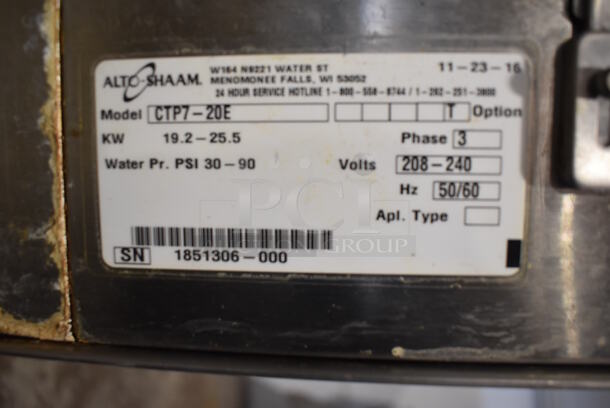 ALTO-SHAAM
W164 N9221 WATER ST
MENOMONEE FALLS, WI 53052
11-23-16
24 HOUR SERVICE HOTLINE 1-800-558-8744 / 1-262-251-3800
Model CTP7-20E T Option
KW 19.2-25.5 Phase 3
Water Pr. PSI 30-90 Volts 208-240
Hz 50/60
Apl. Type
SN 1851306-000
PCI
GROUP